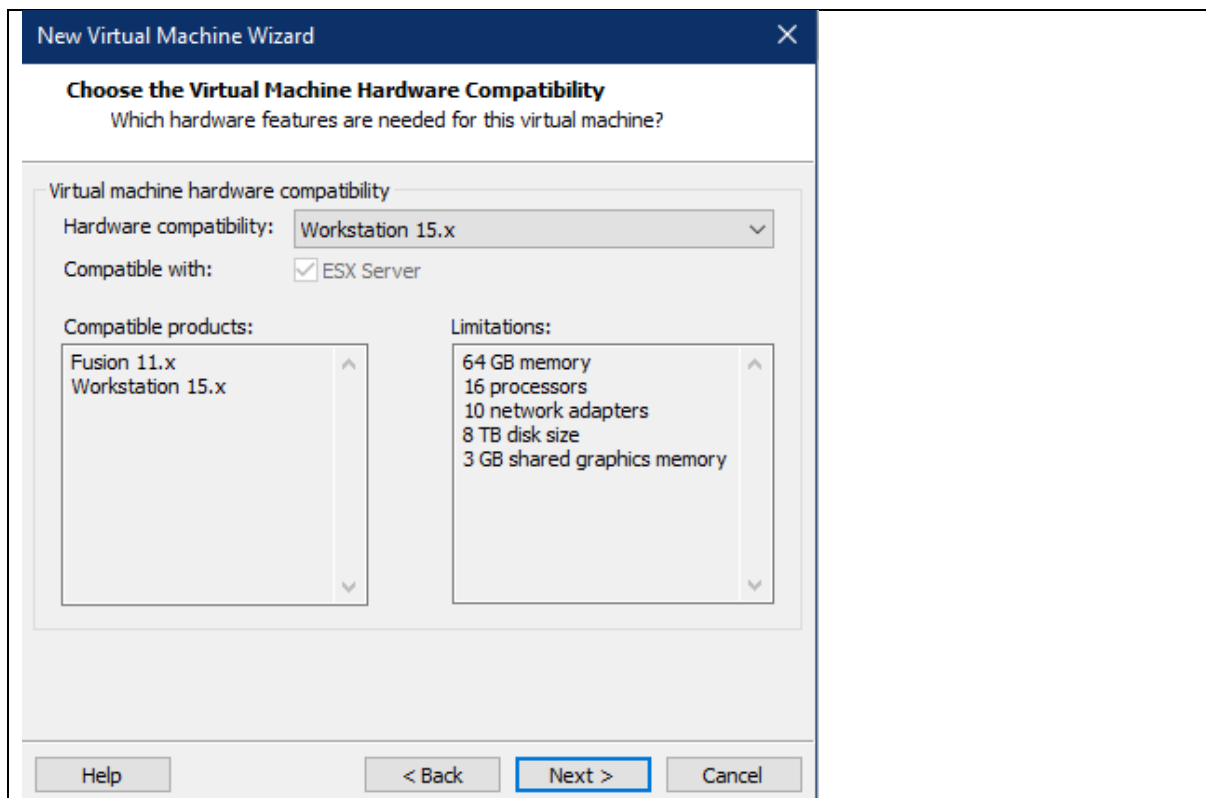 New Virtual Machine Wizard
Choose the Virtual Machine Hardware Compatibility
Which hardware features are needed for this virtual machine?
Virtual machine hardware compatibility
Hardware compatibility: Workstation 15.x
Compatible with: ESX Server
Compatible products:
Fusion 11.x
Workstation 15.x
Limitations:
64 GB memory
16 processors
10 network adapters
8 TB disk size
3 GB shared graphics memory
Help < Back Next > Cancel